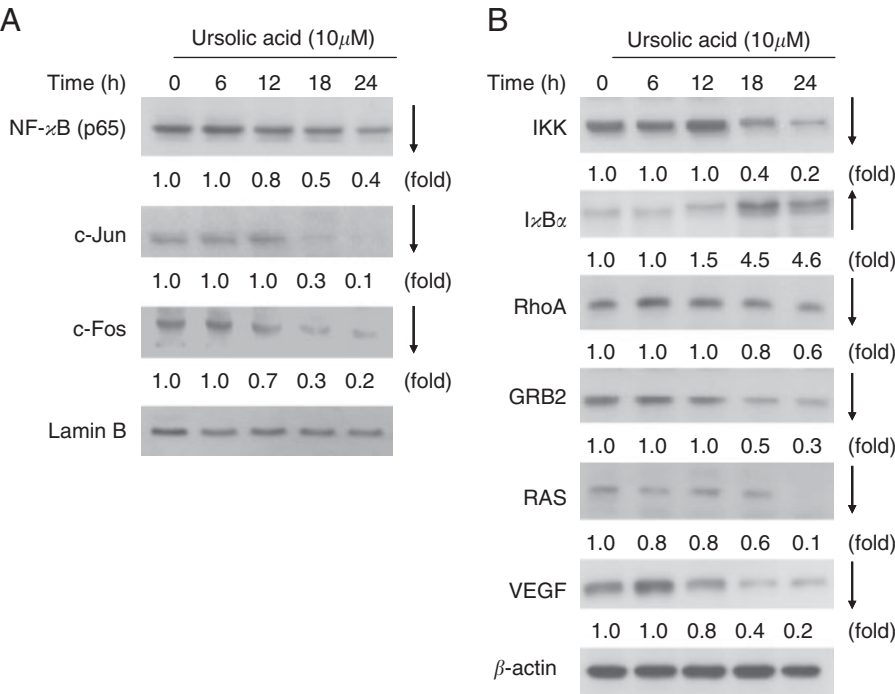 A
Ursolic acid (10μM)
Time (h) 0 6 12 18 24
NF-κB (p65)
1.0 1.0 0.8 0.5 0.4 (fold)
c-Jun
1.0 1.0 1.0 0.3 0.1 (fold)
c-Fos
1.0 1.0 0.7 0.3 0.2 (fold)
Lamin B
B
Ursolic acid (10μM)
Time (h) 0 6 12 18 24
IKK
1.0 1.0 1.0 0.4 0.2 (fold)
IκBα
1.0 1.0 1.5 4.5 4.6 (fold)
RhoA
1.0 1.0 1.0 0.8 0.6 (fold)
GRB2
1.0 1.0 1.0 0.5 0.3 (fold)
RAS
1.0 0.8 0.8 0.6 0.1 (fold)
VEGF
1.0 1.0 0.8 0.4 0.2 (fold)
β-actin